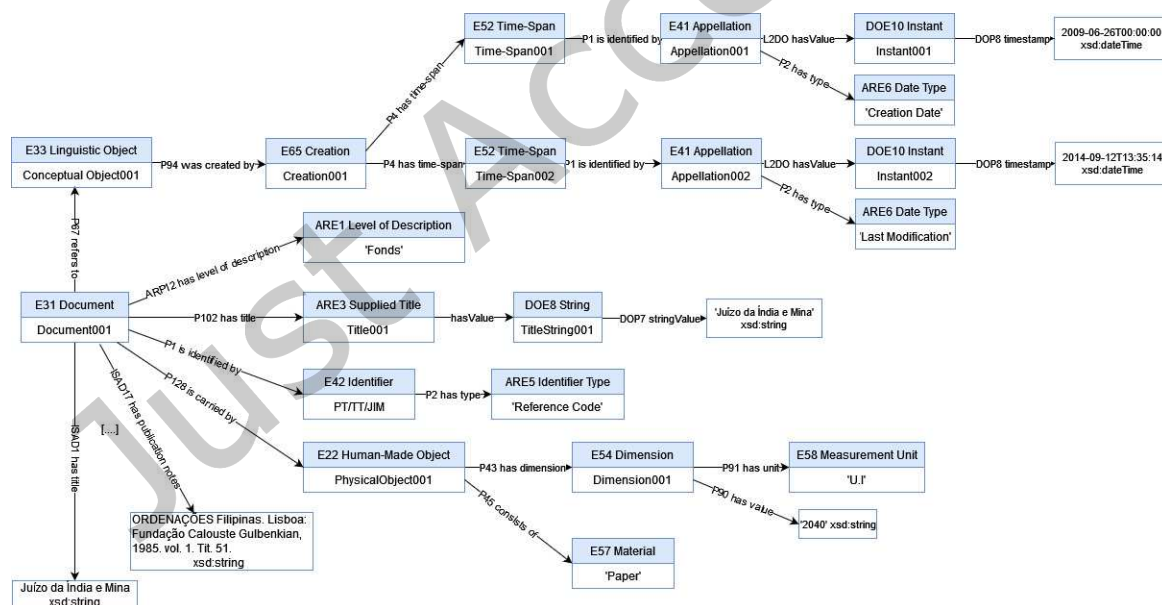 E52 Time-Span
Time-Span001
P1 is identified by
E41 Appellation
Appellation001
L2DO hasValue
DOE10 Instant
Instant001
DOP8 timestamp
2009-06-26T00:00:00
xsd:dateTime
P4 has time-span
P2 has type
ARE6 Date Type
'Creation Date'
E33 Linguistic Object
Conceptual Object001
P94 was created by
E65 Creation
Creation001
P4 has time-span
E52 Time-Span
Time-Span002
P1 is identified by
E41 Appellation
Appellation002
L2DO hasValue
DOE10 Instant
Instant002
DOP8 timestamp
2014-09-12T13:35:14
xsd:dateTime
P2 has type
ARE6 Date Type
'Last Modification'
P67 refers to
ARP12 has level of description
ARE1 Level of Description
'Fonds'
E31 Document
Document001
P102 has title
ARE3 Supplied Title
Title001
hasValue
DOE8 String
TitleString001
DOP7 stringValue
'Juízo da Índia e Mina'
xsd:string
P1 is identified by
E42 Identifier
PT/TT/JIM
P2 has type
ARE5 Identifier Type
'Reference Code'
P128 is carried by
E22 Human-Made Object
PhysicalObject001
P43 has dimension
E54 Dimension
Dimension001
P91 has unit
E58 Measurement Unit
'U.I'
P90 has value
'2040' xsd:string
P45 consists of
E57 Material
'Paper'
ISAD17 has publication notes
[....]
ISAD1 has title
ORDENAÇÕES Filipinas. Lisboa:
Fundação Calouste Gulbenkian,
1985. vol. 1. Tit. 51.
xsd:string
Juízo da Índia e Mina
xsd:string
Just Acce